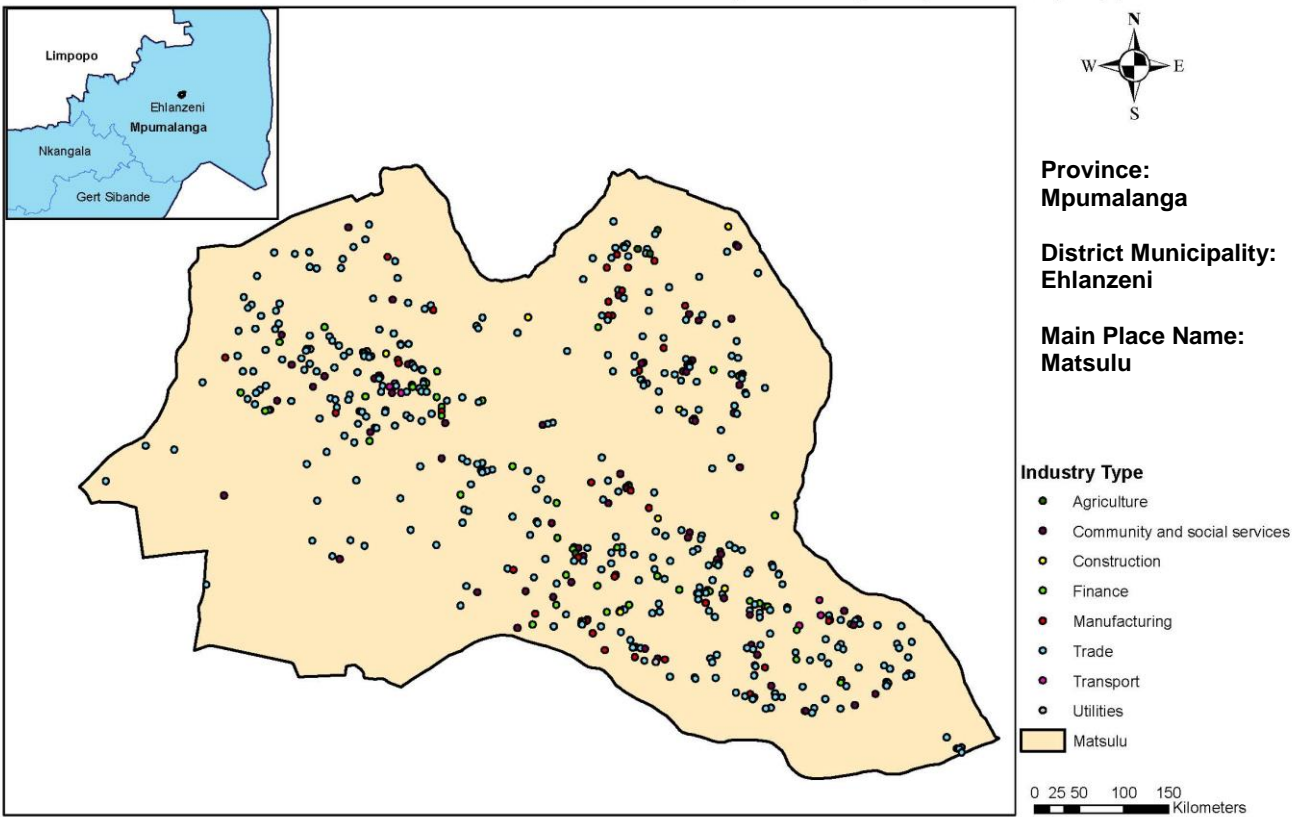 Limpopo
Ehlanzeni
Mpumalanga
Nkangala
Gert Sibande
N
W
E
S
Province:
Mpumalanga
District Municipality:
Ehlanzeni
Main Place Name:
Matsulu
Industry Type
Agriculture
Community and social services
Construction
Finance
Manufacturing
Trade
Transport
Utilities
Matsulu
0 25 50 100 150
Kilometers